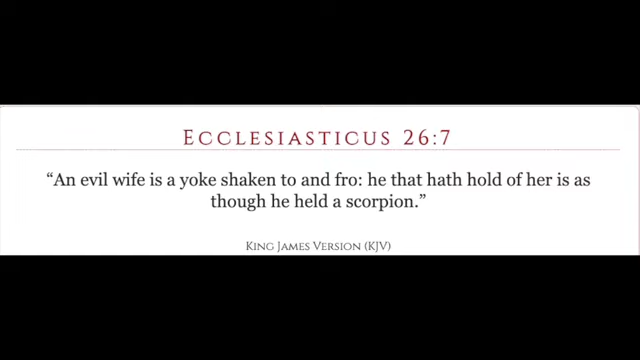 Ecclesiasticus 26:7
“An evil wife is a yoke shaken to and fro: he that hath hold of her is as
though he held a scorpion.”
King James Version (KJV)